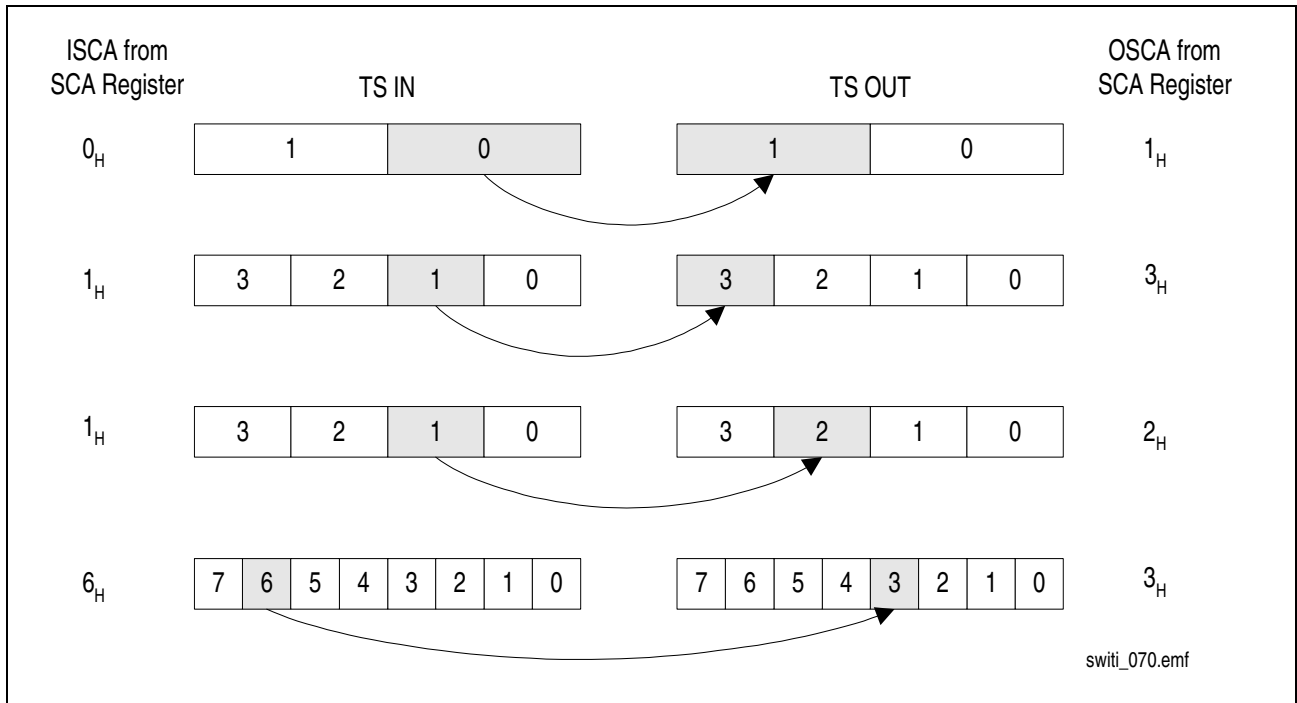 ISCA from
SCA Register
TS IN
TS OUT
OSCA from
SCA Register
0H
1 0
1 0
1H
1H
3 2 1 0
3 2 1 0
3H
1H
3 2 1 0
3 2 1 0
2H
6H
7 6 5 4 3 2 1 0
7 6 5 4 3 2 1 0
3H
switi_070.emf